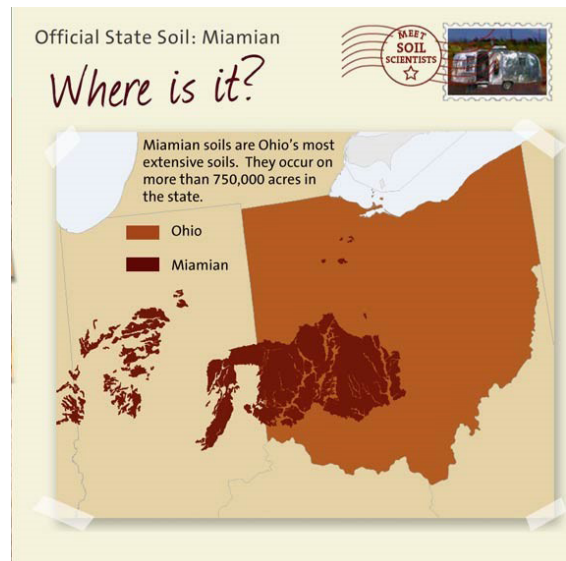 Official State Soil: Miamian
Where is it?
MEET
SOIL
SCIENTISTS
Miamian soils are Ohio's most
extensive soils. They occur on
more than 750,000 acres in
the state.
Ohio
Miamian